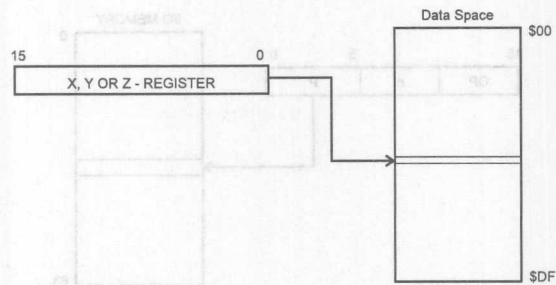 Data Space
$00
15 0
X, Y OR Z - REGISTER
$DF